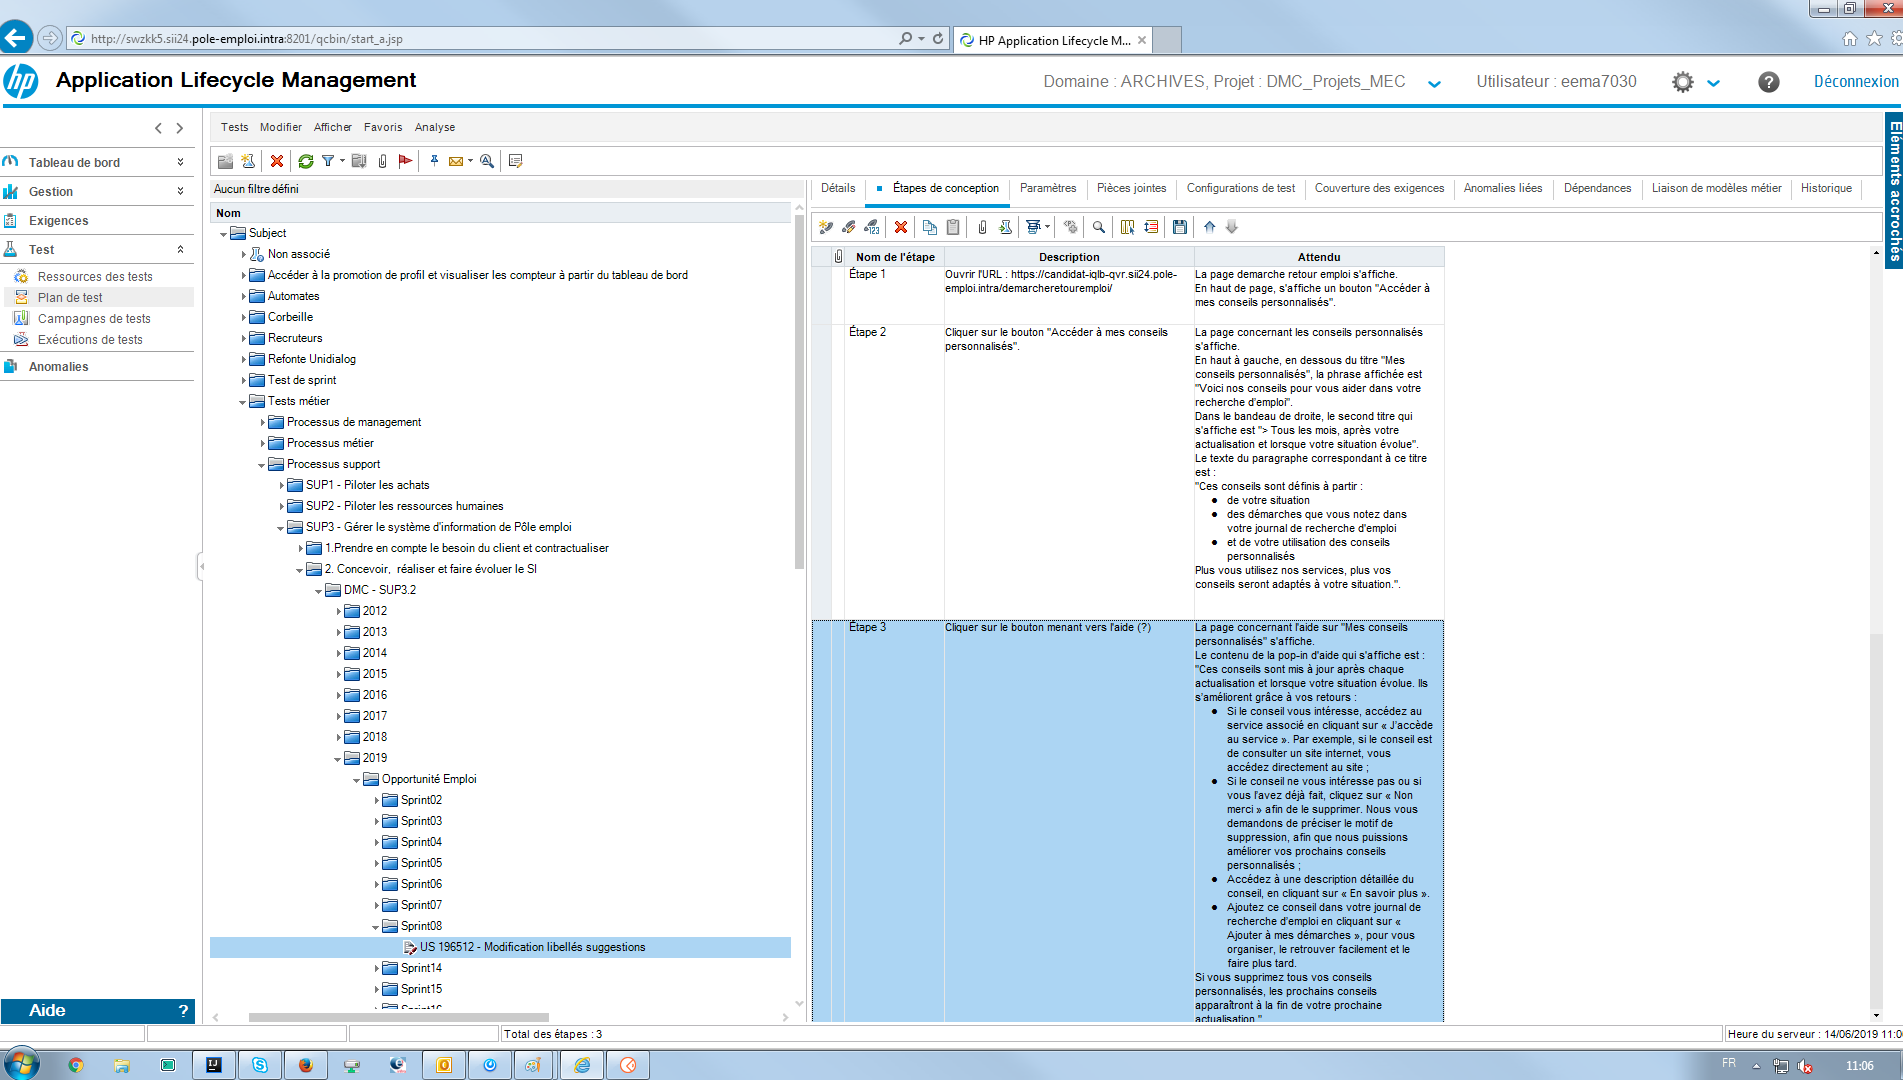 http://swzkk5.sii24.pole-emploi.intra:8201/qcbin/start_a.jsp
HP Application Lifecycle M...
hp
Application Lifecycle Management
Domaine : ARCHIVES, Projet : DMC_Projets_MEC
Utilisateur : eema7030
Déconnexion
Tests Modifier Afficher Favoris Analyse
Tableau de bord
Gestion
Exigences
Test
Ressources des tests
Plan de test
Campagnes de tests
Exécutions de tests
Anomalies
Aide ?
Aucun filtre défini
Nom
Subject
Non associé
Accéder à la promotion de profil et visualiser les compteur à partir du tableau de bord
Automates
Corbeille
Recruteurs
Refonte Unidialog
Test de sprint
Tests métier
Processus de management
Processus métier
Processus support
SUP1 - Piloter les achats
SUP2 - Piloter les ressources humaines
SUP3 - Gérer le système d'information de Pôle emploi
1.Prendre en compte le besoin du client et contractualiser
2. Concevoir, réaliser et faire évoluer le SI
DMC - SUP3.2
2012
2013
2014
2015
2016
2017
2018
2019
Opportunité Emploi
Sprint02
Sprint03
Sprint04
Sprint05
Sprint06
Sprint07
Sprint08
US 196512 - Modification libellés suggestions
Sprint14
Sprint15
Détails Étapes de conception Paramètres Pièces jointes Configurations de test Couverture des exigences Anomalies liées Dépendances Liaison de modèles métier Historique
Eléments accrochés
Nom de l'étape Description Attendu
Étape 1
Ouvrir l'URL : https://candidat-iqlb-qvr.sii24.pole-
emploi.intra/demarcheretouremploi/
La page demarche retour emploi s'affiche.
En haut de page, s'affiche un bouton "Accéder à
mes conseils personnalisés".
Étape 2
Cliquer sur le bouton "Accéder à mes conseils
personnalisés".
La page concernant les conseils personnalisés
s'affiche.
En haut à gauche, en dessous du titre "Mes
conseils personnalisés", la phrase affichée est
"Voici nos conseils pour vous aider dans votre
recherche d'emploi".
Dans le bandeau de droite, le second titre qui
s'affiche est "> Tous les mois, après votre
actualisation et lorsque votre situation évolue".
Le texte du paragraphe correspondant à ce titre
est :
"Ces conseils sont définis à partir :
● de votre situation
● des démarches que vous notez dans
votre journal de recherche d'emploi
● et de votre utilisation des conseils
personnalisés
Plus vous utilisez nos services, plus vos
conseils seront adaptés à votre situation.".
Étape 3
Cliquer sur le bouton menant vers l'aide (?)
La page concernant l'aide sur "Mes conseils
personnalisés" s'affiche.
Le contenu de la pop-in d'aide qui s'affiche est :
"Ces conseils sont mis à jour après chaque
actualisation et lorsque votre situation évolue. Ils
s'améliorent grâce à vos retours :
● Si le conseil vous intéresse, accédez au
service associé en cliquant sur « J'accède
au service ». Par exemple, si le conseil est
de consulter un site internet, vous
accédez directement au site ;
● Si le conseil ne vous intéresse pas ou si
vous l'avez déjà fait, cliquez sur « Non
merci » afin de le supprimer. Nous vous
demandons de préciser le motif de
suppression, afin que nous puissions
améliorer vos prochains conseils
personnalisés ;
● Accédez à une description détaillée du
conseil, en cliquant sur « En savoir plus ».
● Ajoutez ce conseil dans votre journal de
recherche d'emploi en cliquant sur «
Ajouter à mes démarches », pour vous
organiser, le retrouver facilement et le
faire plus tard.
Si vous supprimez tous vos conseils
personnalisés, les prochains conseils
apparaîtront à la fin de votre prochaine
actualisation."
Total des étapes : 3
Heure du serveur : 14/06/2019 11:0
FR
11:06